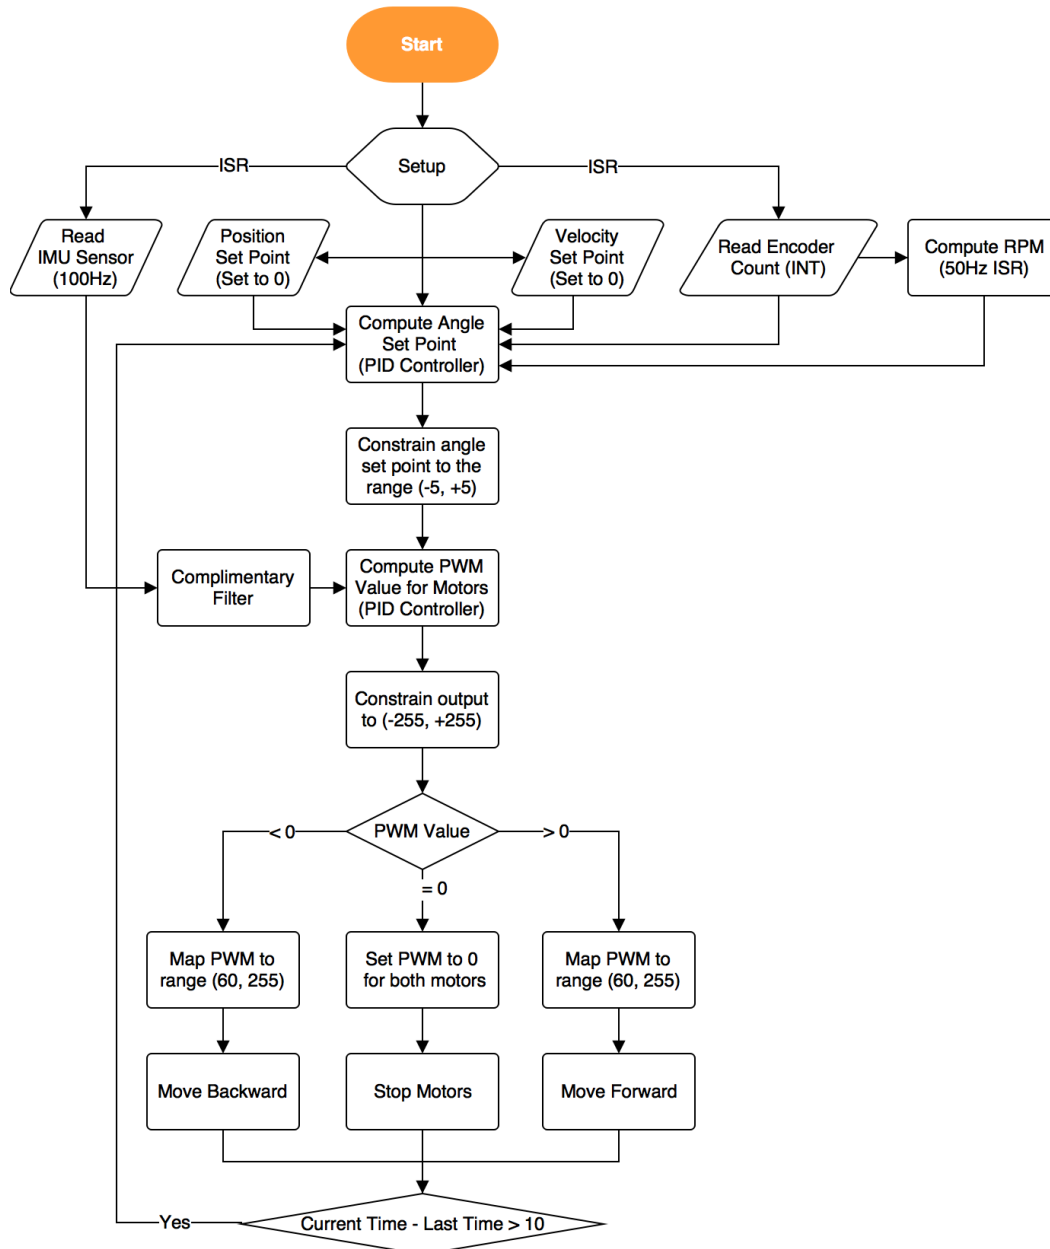 Start
Setup
ISR
ISR
Read
IMU Sensor
(100Hz)
Position
Set Point
(Set to 0)
Velocity
Set Point
(Set to 0)
Read Encoder
Count (INT)
Compute RPM
(50Hz ISR)
Compute Angle
Set Point
(PID Controller)
Constrain angle
set point to the
range (-5, +5)
Complimentary
Filter
Compute PWM
Value for Motors
(PID Controller)
Constrain output
to (-255, +255)
< 0
PWM Value
> 0
= 0
Map PWM to
range (60, 255)
Set PWM to 0
for both motors
Map PWM to
range (60, 255)
Move Backward
Stop Motors
Move Forward
Yes
Current Time - Last Time > 10